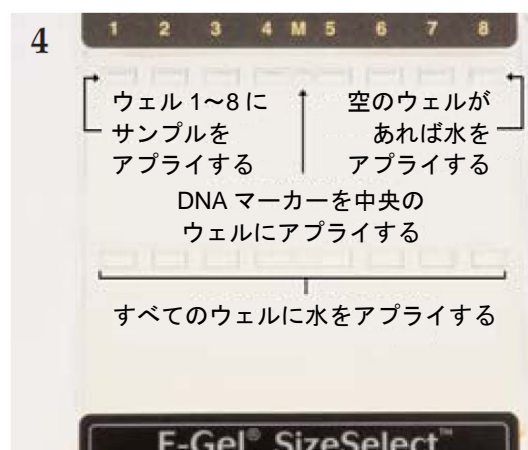 4
1 2 3 4 M 5 6 7 8
ウェル 1~8 に
サンプルを
アプライする
空のウェルが
あれば水を
アプライする
DNA マーカーを中央の
ウェルにアプライする
すべてのウェルに水をアプライする
E-Gel® SizeSelect™